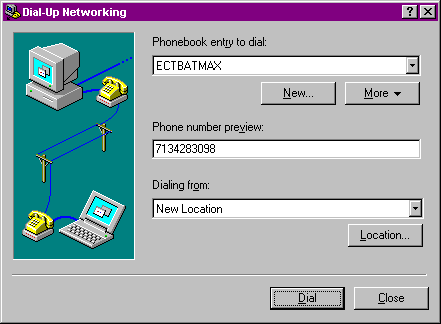 Dial-Up Networking
Phonebook entry to dial:
ECTBATMAX
New... More
Phone number preview:
7134283098
Dialing from:
New Location
Location...
Dial Close